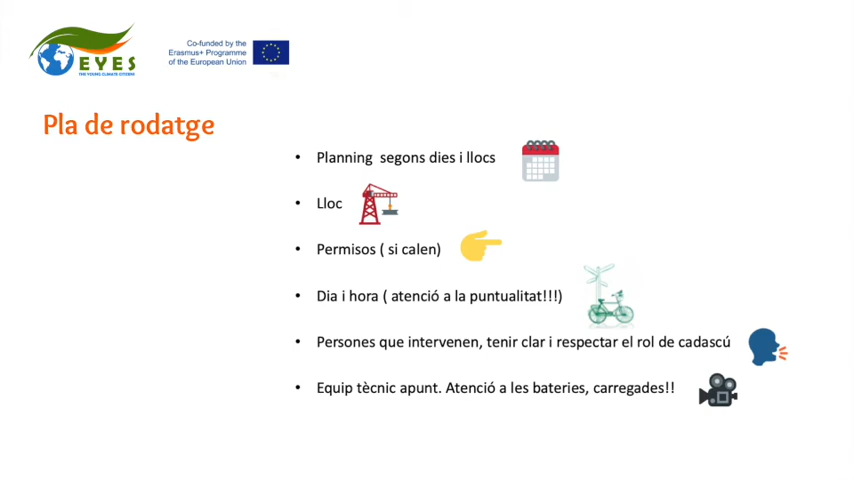 EYES
THE YOUNG CLIMATE CITIZENS
Co-funded by the
Erasmus+ Programme
of the European Union
Pla de rodatge
• Planning segons dies i llocs
• Lloc
• Permisos ( si calen)
• Dia i hora ( atenció a la puntualitat!!!)
• Persones que intervenen, tenir clar i respectar el rol de cadascú
• Equip tècnic apunt. Atenció a les bateries, carregades!!